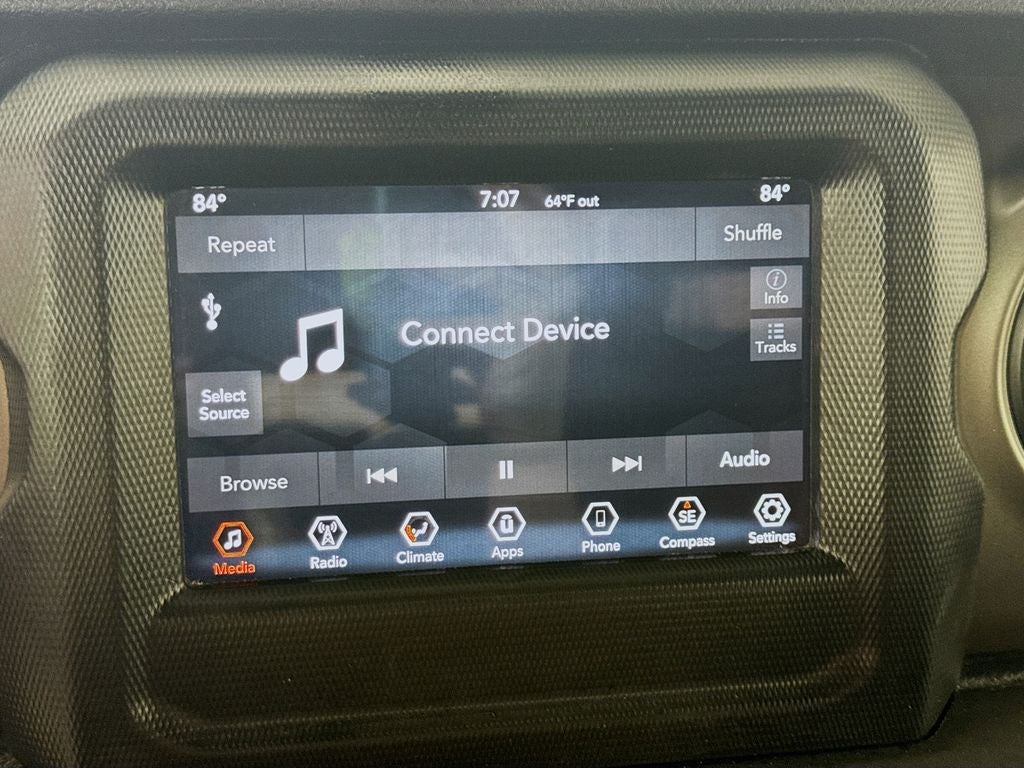 84° 7:07 64°F out 84°
Repeat Shuffle
Info
Connect Device
Tracks
Select
Source
Browse Audio
SE
Media Radio Climate Apps Phone Compass Settings